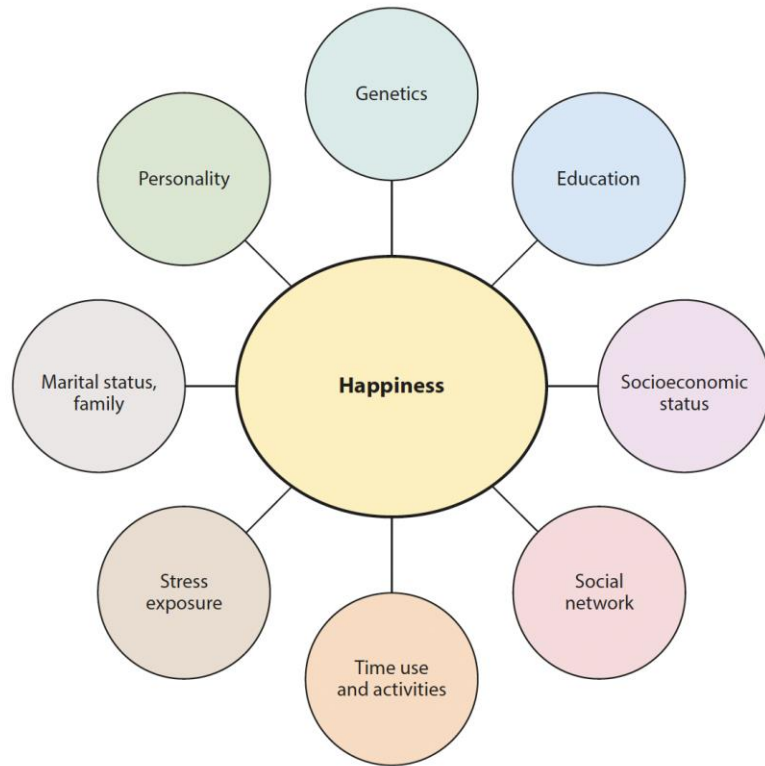 Genetics
Personality
Education
Marital status,
family
Happiness
Socioeconomic
status
Stress
exposure
Social
network
Time use
and activities